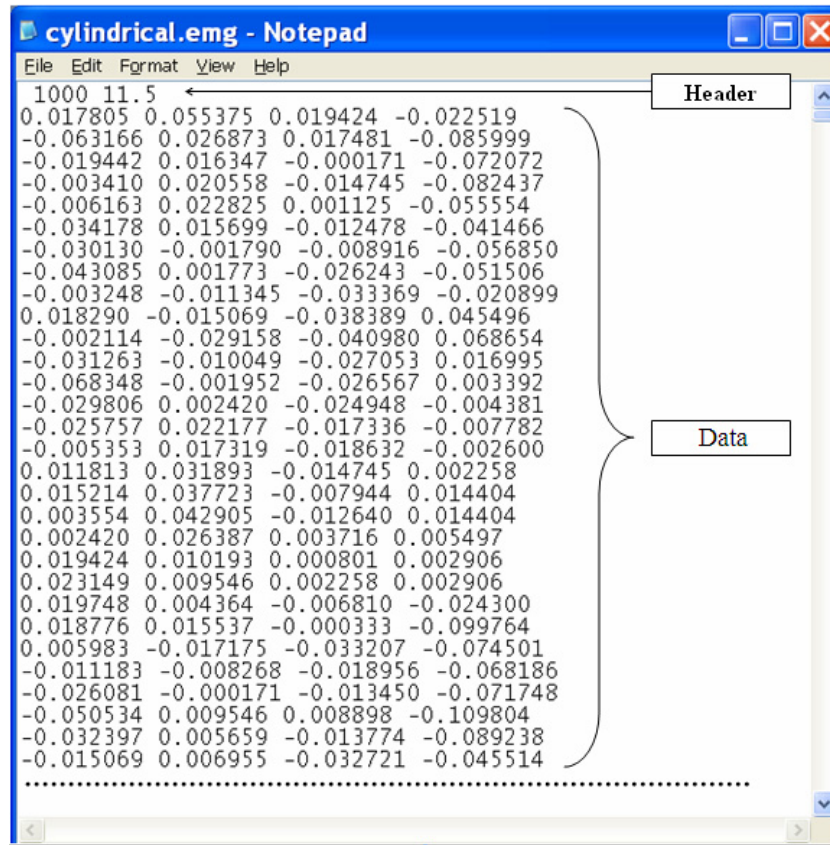 cylindrical.emg - Notepad
File Edit Format View Help
1000 11.5
Header
0.017805 0.055375 0.019424 -0.022519
-0.063166 0.026873 0.017481 -0.085999
-0.019442 0.016347 -0.000171 -0.072072
-0.003410 0.020558 -0.014745 -0.082437
-0.006163 0.022825 0.001125 -0.055554
-0.034178 0.015699 -0.012478 -0.041466
-0.030130 -0.001790 -0.008916 -0.056850
-0.043085 0.001773 -0.026243 -0.051506
-0.003248 -0.011345 -0.033369 -0.020899
0.018290 -0.015069 -0.038389 0.045496
-0.002114 -0.029158 -0.040980 0.068654
-0.031263 -0.010049 -0.027053 0.016995
-0.068348 -0.001952 -0.026567 0.003392
-0.029806 0.002420 -0.024948 -0.004381
-0.025757 0.022177 -0.017336 -0.007782
-0.005353 0.017319 -0.018632 -0.002600
Data
0.011813 0.031893 -0.014745 0.002258
0.015214 0.037723 -0.007944 0.014404
0.003554 0.042905 -0.012640 0.014404
0.002420 0.026387 0.003716 0.005497
0.019424 0.010193 0.000801 0.002906
0.023149 0.009546 0.002258 0.002906
0.019748 0.004364 -0.006810 -0.024300
0.018776 0.015537 -0.000333 -0.099764
0.005983 -0.017175 -0.033207 -0.074501
-0.011183 -0.008268 -0.018956 -0.068186
-0.026081 -0.000171 -0.013450 -0.071748
-0.050534 0.009546 0.008898 -0.109804
-0.032397 0.005659 -0.013774 -0.089238
-0.015069 0.006955 -0.032721 -0.045514